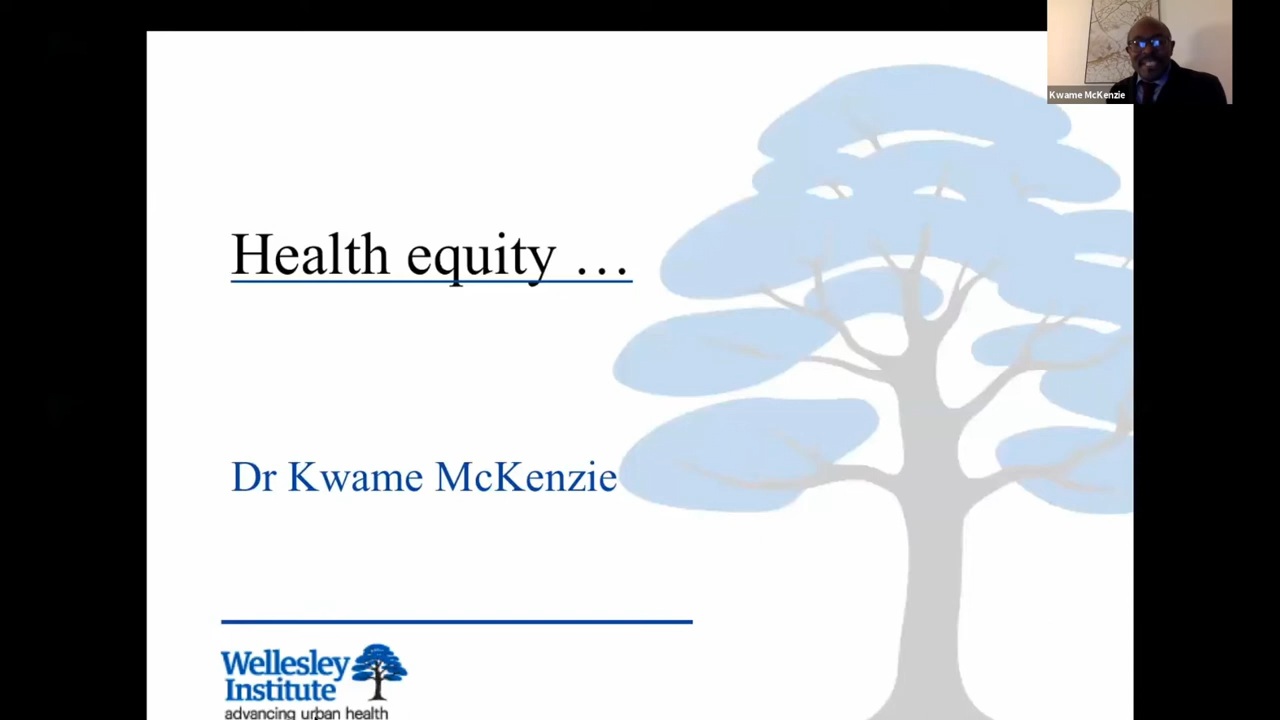 Kwame McKenzie
Health equity …
Dr Kwame McKenzie
Wellesley
Institute
advancing urban health